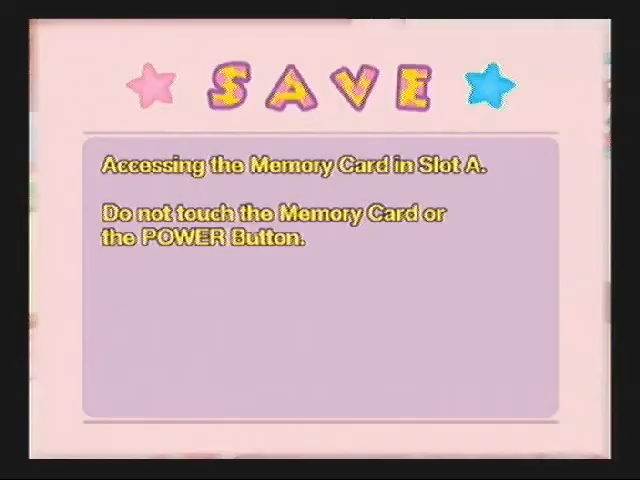 SAVE
Accessing the Memory Card in Slot A.
Do not touch the Memory Card or
the POWER Button.